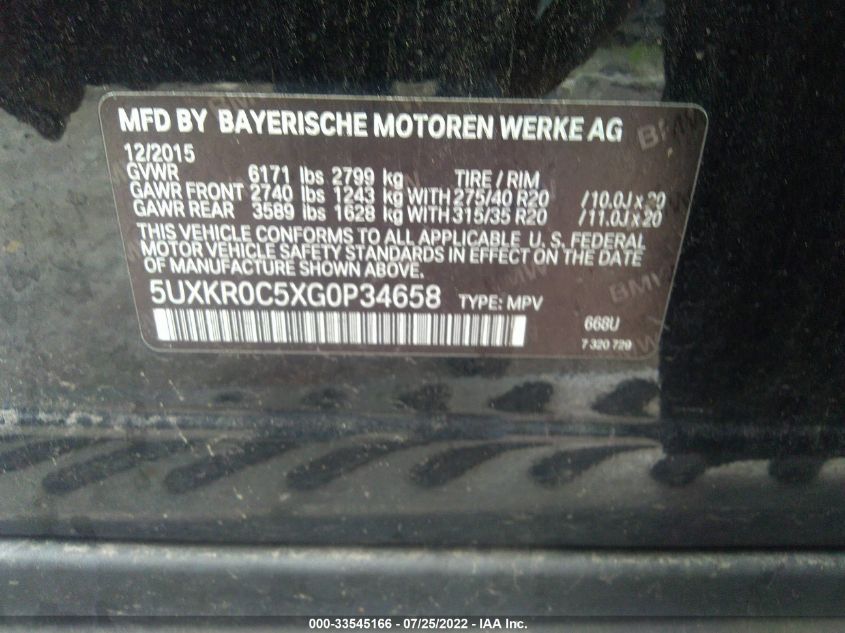 MFD BY BAYERISCHE MOTOREN WERKE AG
12/2015
GVWR 6171 lbs 2799 kg TIRE / RIM
GAWR FRONT 2740 lbs 1243 kg WITH 275/40 R20 /10.0J x 20
GAWR REAR 3589 lbs 1628 kg WITH 315/35 R20 /11.0J x 20
THIS VEHICLE CONFORMS TO ALL APPLICABLE U. S. FEDERAL
MOTOR VEHICLE SAFETY STANDARDS IN EFFECT ON THE DATE
OF MANUFACTURE SHOWN ABOVE.
5UXKR0C5XG0P34658 TYPE: MPV
668U
7 320 729
000-33545166 - 07/25/2022 - IAA Inc.